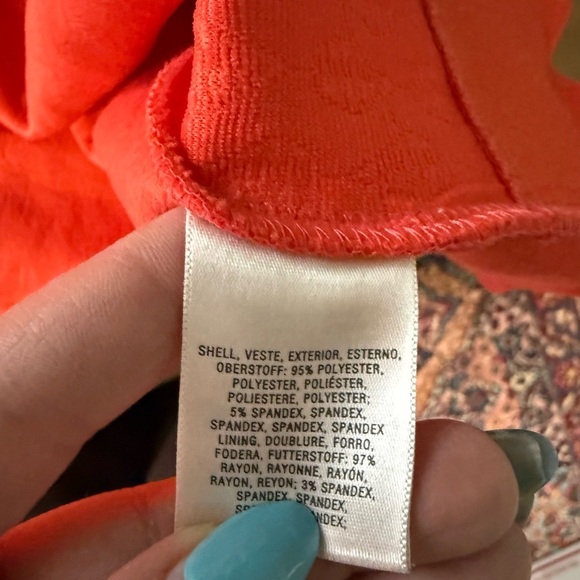 SHELL, VESTE, EXTERIOR, ESTERNO,
OBERSTOFF: 95% POLYESTER,
POLYESTER, POLIÉSTER,
POLIESTERE, POLYESTER;
5% SPANDEX, SPANDEX,
SPANDEX, SPANDEX, SPANDEX
LINING, DOUBLURE, FORRO,
FODERA, FUTTERSTOFF: 97%
RAYON, RAYONNE, RAYÓN,
RAYON, REYON; 3% SPANDEX,
SPANDEX, SPANDEX,